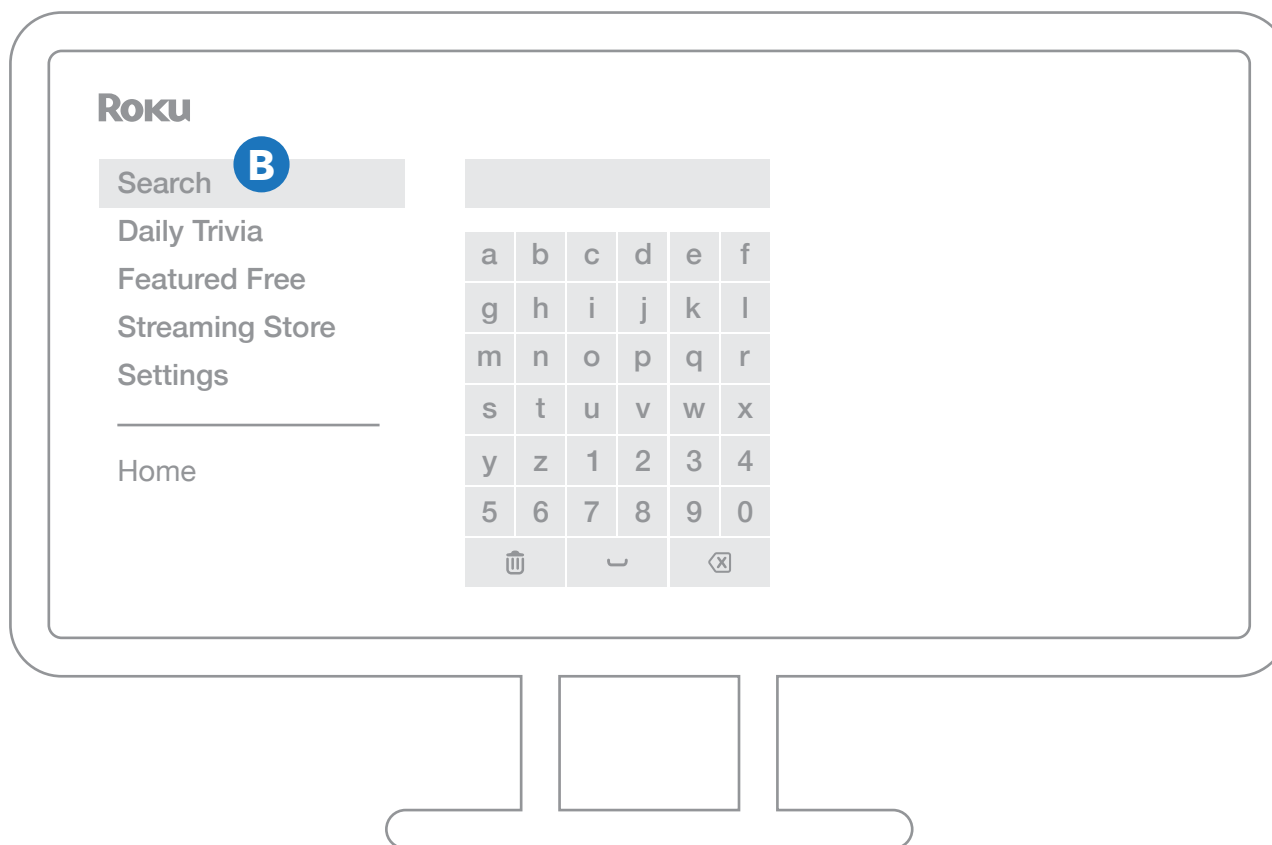 Roku
Search B
Daily Trivia
Featured Free
Streaming Store
Settings
Home
a b c d e f
g h i j k l
m n o p q r
s t u v w x
y z 1 2 3 4
5 6 7 8 9 0